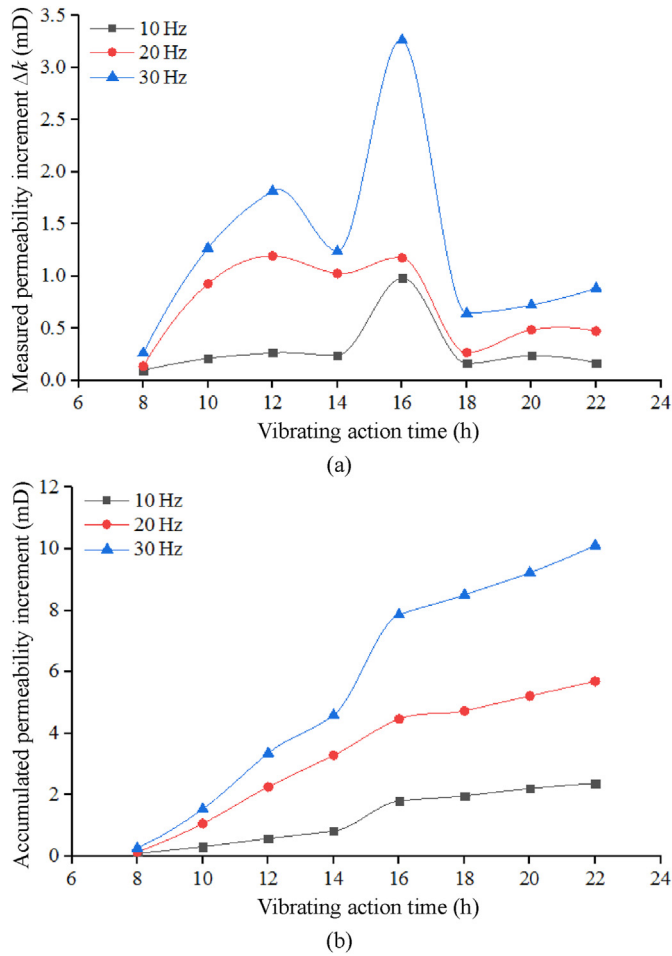 3.5
3.0
2.5
2.0
1.5
1.0
0.5
0.0
Measured permeability increment Δk (mD)
10 Hz
20 Hz
30 Hz
6 8 10 12 14 16 18 20 22 24
Vibrating action time (h)
(a)
12
10
8
6
4
2
0
Accumulated permeability increment (mD)
10 Hz
20 Hz
30 Hz
6 8 10 12 14 16 18 20 22 24
Vibrating action time (h)
(b)